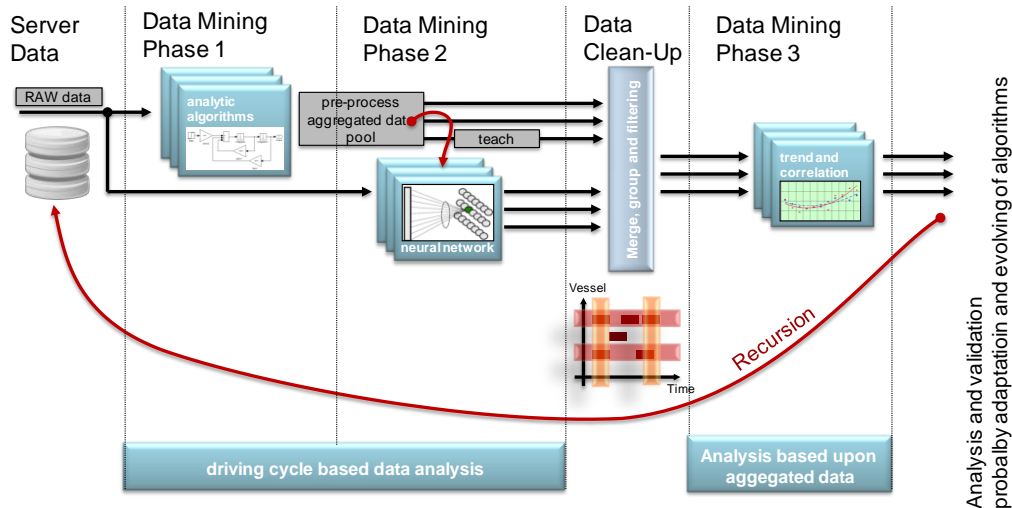 Server
Data
Data Mining
Phase 1
Data Mining
Phase 2
Data
Clean-Up
Data Mining
Phase 3
RAW data
analytic
algorithms
pre-process
aggregated data
pool
teach
neural network
Merge, group and filtering
trend and
correlation
Vessel
Time
Recursion
driving cycle based data analysis
Analysis based upon
aggegated data
Analysis and validation
probalby adaptatioin and evolving of algorithms